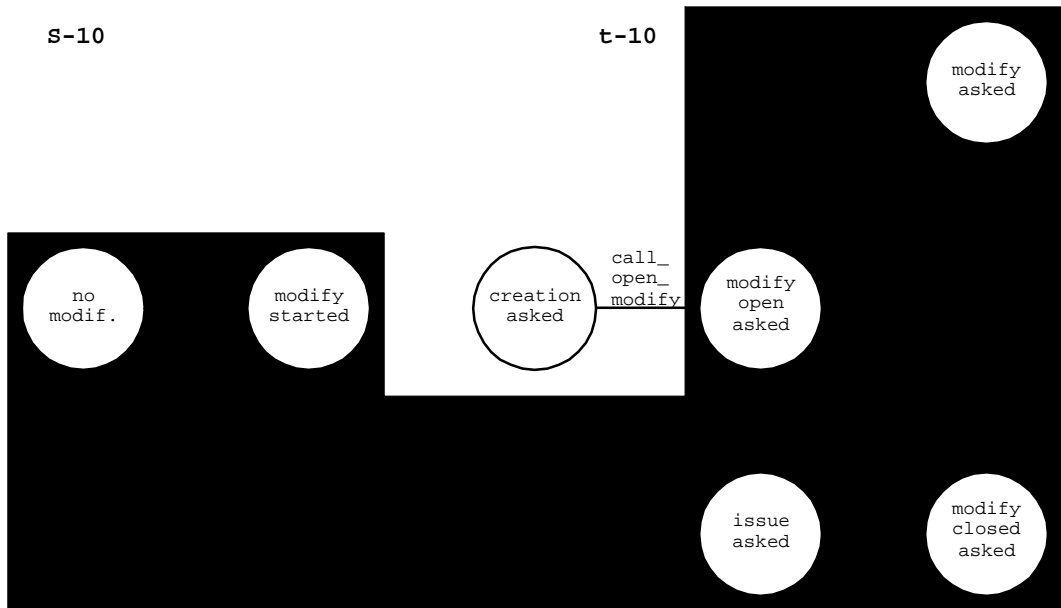 S-10
t-10
modify
asked
call_
open_
modify
no
modif.
modify
started
creation
asked
modify
open
asked
issue
asked
modify
closed
asked